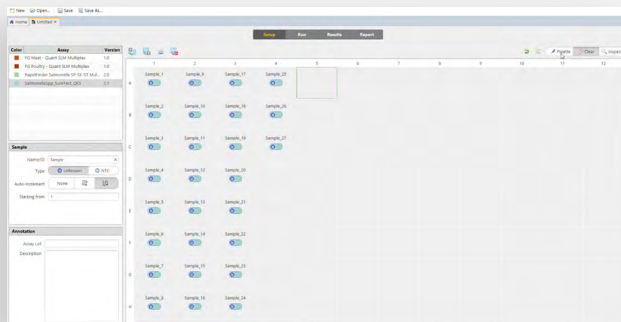 New Open... Save Save As...
Home Untitled
Setup Run Results Report
Color Assay Version
FG Meat - Quant SLM Multiplex 1.0
FG Poultry - Quant SLM Multiplex 1.0
RapidFinder Salmonella SP-SE-ST Mul.. 2.0
2.1
Palette Clear Inspect
1 2 3 4 5 6 7 8 9 10 11 12
A Sample_1 Sample_9 Sample_17 Sample_25
B Sample_2 Sample_10 Sample_18 Sample_26
C Sample_3 Sample_11 Sample_19 Sample_27
D Sample_4 Sample_12 Sample_20
E Sample_5 Sample_13 Sample_21
F Sample_6 Sample_14 Sample_22
G Sample_7 Sample_15 Sample_23
H Sample_8 Sample_16 Sample_24
Sample
Name/ID Sample
Type Unknown NTC
Auto-increment None
Starting from 1
Annotation
Assay Lot
Description